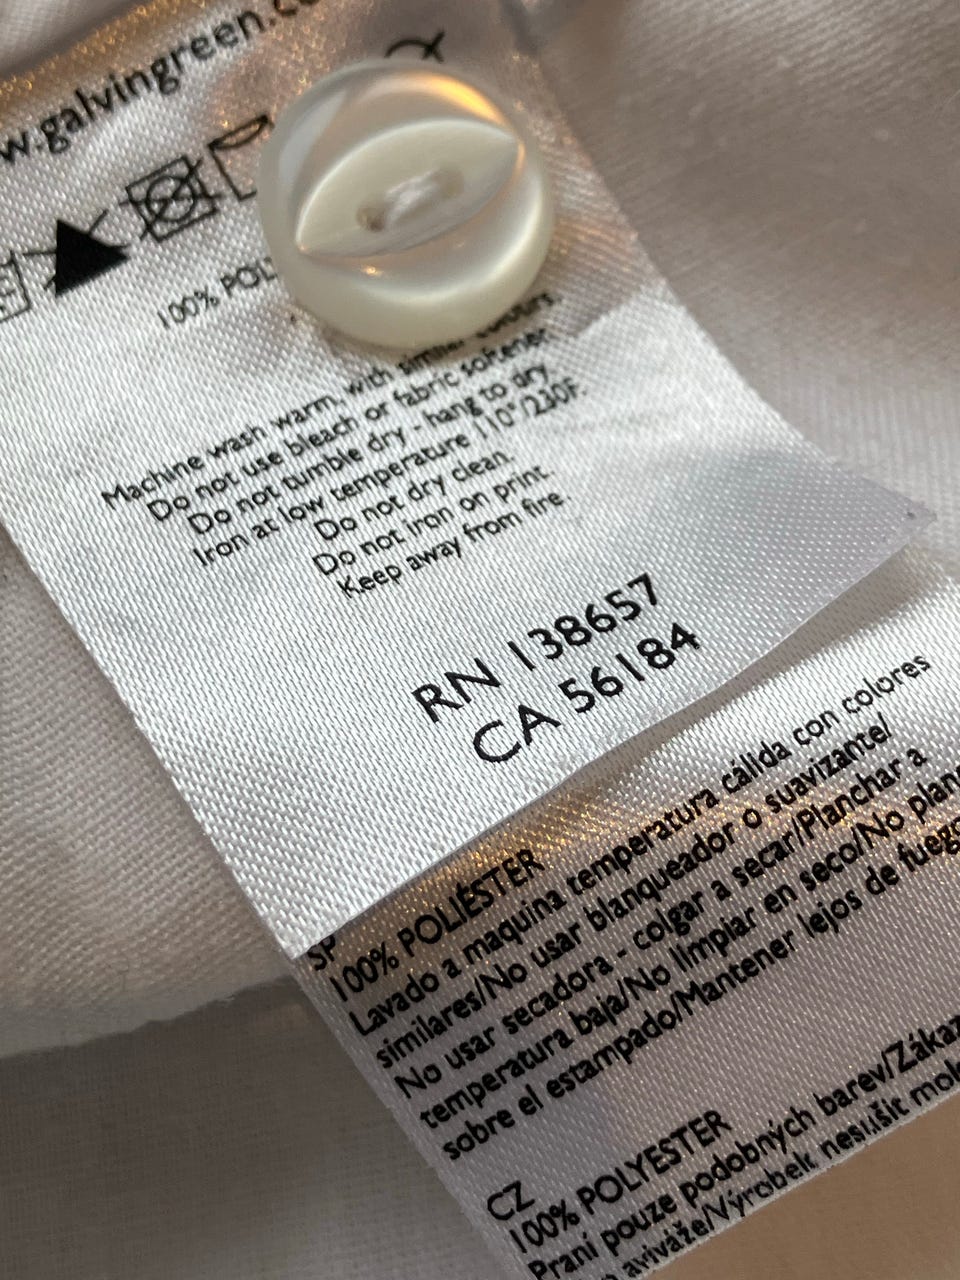 w.galvingreen.co
100% POL
Machine wash warm, with similar colours.
Do not use bleach or fabric softener.
Do not tumble dry - hang to dry
Iron at low temperature 110°/230F.
Do not dry clean.
Do not iron on print.
Keep away from fire.
RN 138657
CA 56184
SP
100% POLIÉSTER
Lavado a maquina temperatura cálida con colores
similares/No usar blanqueador o suavizante/
No usar secadora - colgar a secar/Planchar a
temperatura baja/No limpiar en seco/No plan
sobre el estampado/Mantener lejos de fuego
CZ
100% POLYESTER
Praní pouze podobných barev/Zákaz
aviváže/Výrobek nesušit